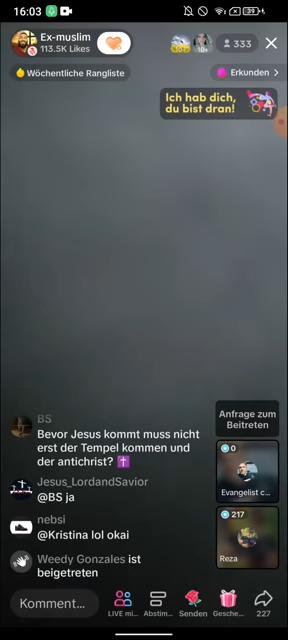 16:03
39
Ex-muslim
113.5K Likes
10+
333
Wöchentliche Rangliste
Erkunden
Ich hab dich,
du bist dran!
BS
Bevor Jesus kommt muss nicht
erst der Tempel kommen und
der antichrist? ✝️
Jesus_LordandSavior
@BS ja
nebsi
@Kristina lol okai
Weedy Gonzales ist
beigetreten
Anfrage zum
Beitreten
0
Evangelist c...
217
Reza
Komment...
LIVE mi...
Abstim...
Senden
Gesche...
227